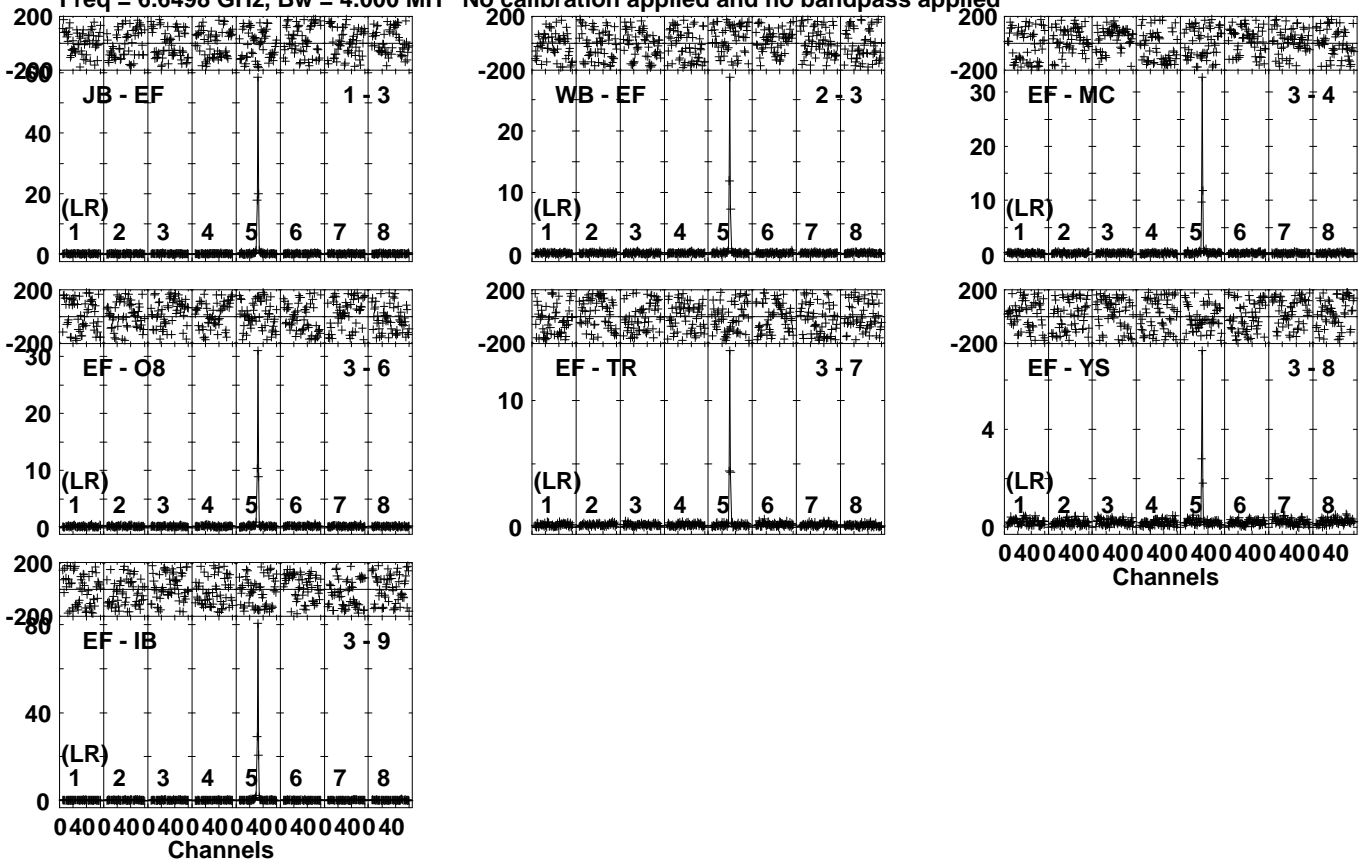 Freq = 6.6498 GHz, Bw = 4.000 MH No calibration applied and no bandpass applied
200 200 200
-200 -200 -200
60 JB - EF 1 - 3 WB - EF 2 - 3 EF - MC 3 - 4
30
40 20 20
20 10 10
(LR) (LR) (LR)
1 2 3 4 5 6 7 8 1 2 3 4 5 6 7 8 1 2 3 4 5 6 7 8
0 0 0
200 200 200
-200 -200 -200
30 EF - O8 3 - 6 EF - TR 3 - 7 EF - YS 3 - 8
20 10 4
10
(LR) (LR) (LR)
1 2 3 4 5 6 7 8 1 2 3 4 5 6 7 8 1 2 3 4 5 6 7 8
0 0 0
0 40 0 40 0 40 0 40 0 40 0 40 0 40 0 40
Channels
200
-200
80 EF - IB 3 - 9
40
(LR)
1 2 3 4 5 6 7 8
0
0 40 0 40 0 40 0 40 0 40 0 40 0 40 0 40
Channels